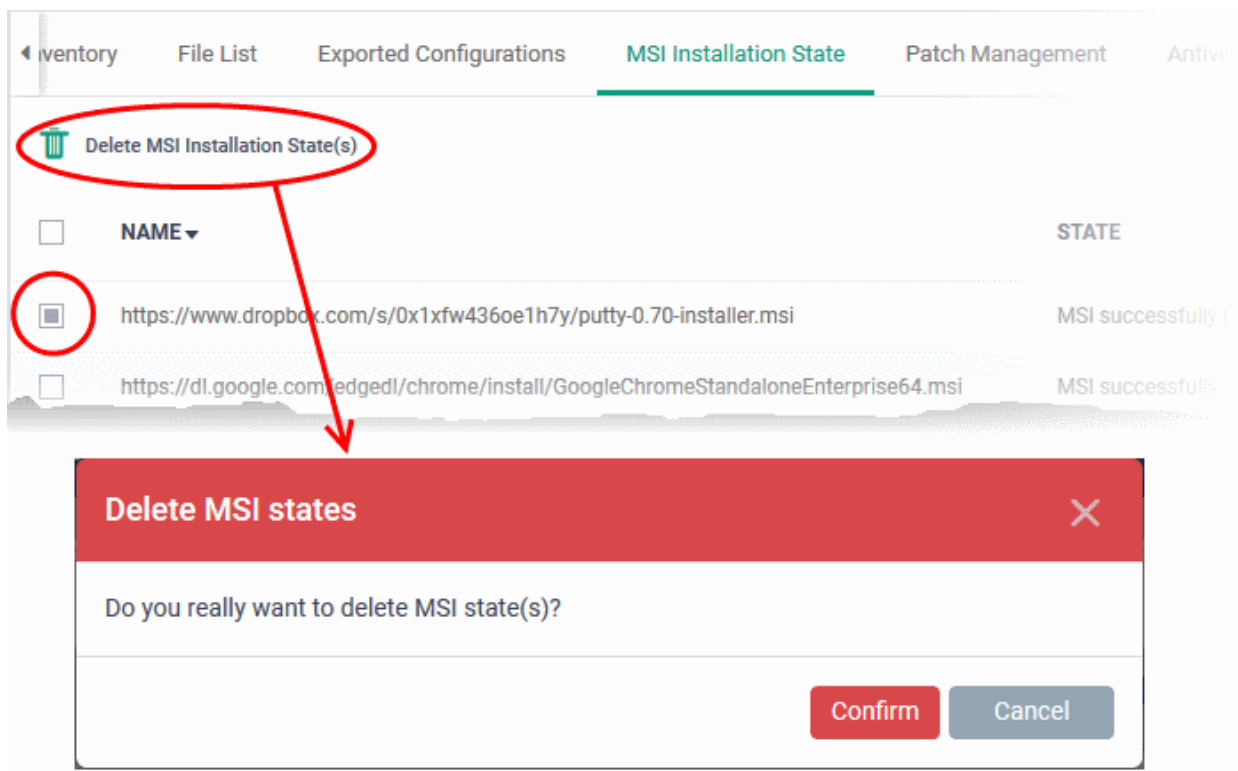 File List Exported Configurations MSI Installation State Patch Management
Delete MSI Installation State(s)
NAME STATE
https://www.dropbox.com/s/0x1xfw436oe1h7y/putty-0.70-installer.msi MSI successfully
https://dl.google.com/edgedl/chrome/install/GoogleChromeStandaloneEnterprise64.msi MSI successfully
Delete MSI states
Do you really want to delete MSI state(s)?
Confirm Cancel